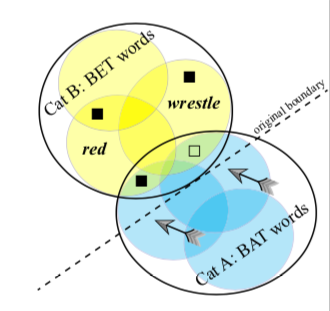 Cat B: BET words
wrestle
red
original boundary
Cat A: BAT words